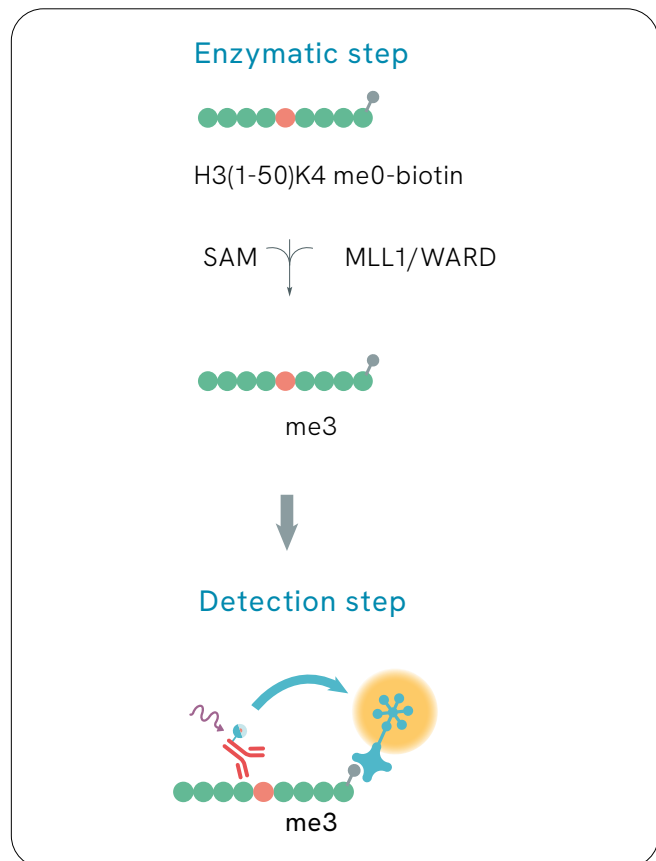 Enzymatic step
H3(1-50)K4 me0-biotin
SAM MLL1/WARD
me3
Detection step
me3